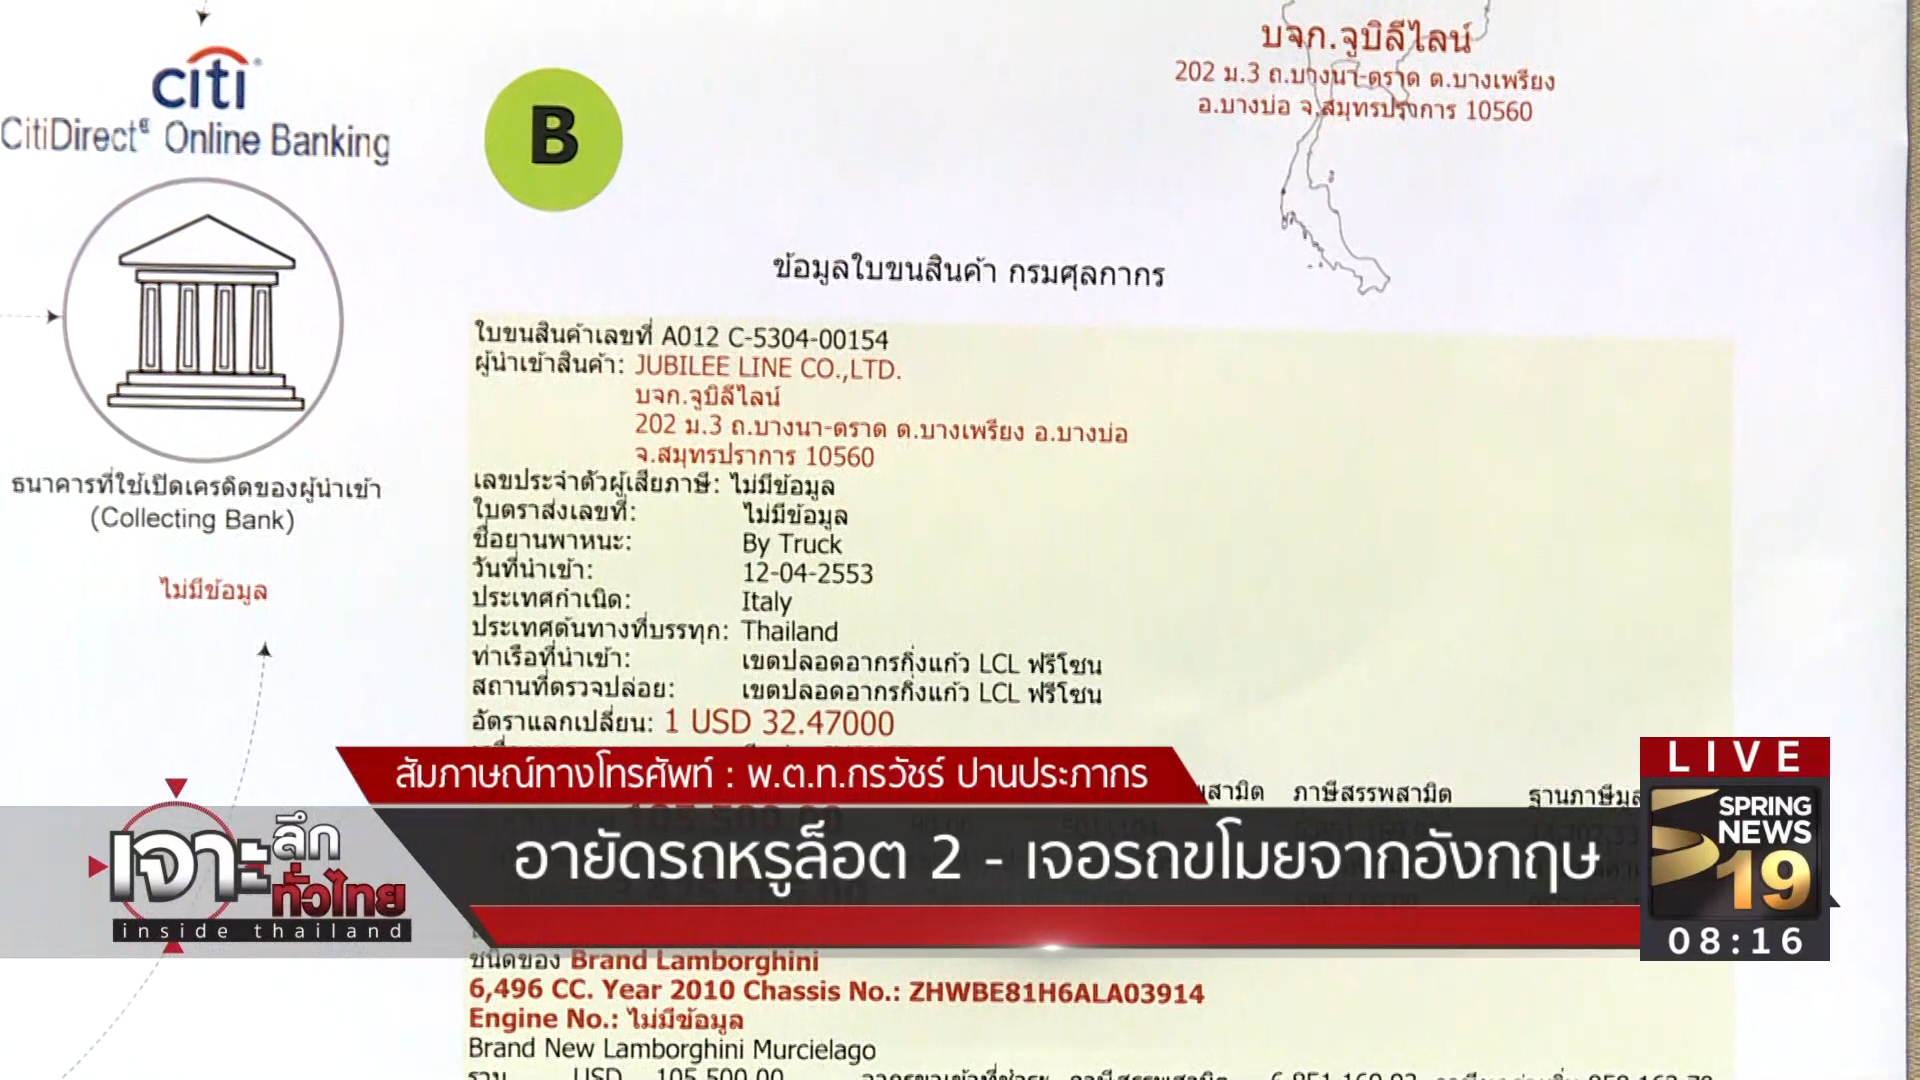 citi
CitiDirect® Online Banking
ธนาคารที่ใช้เปิดเครดิตของผู้นำเข้า
(Collecting Bank)
ไม่มีข้อมูล
B
บจก.จูบิลีไลน์
202 ม.3 ถ.บางนา-ตราด ต.บางเพรียง
อ.บางบ่อ จ.สมุทรปราการ 10560
ข้อมูลใบขนสินค้า กรมศุลกากร
ใบขนสินค้าเลขที่ A012 C-5304-00154
ผู้นำเข้าสินค้า: JUBILEE LINE CO.,LTD.
บจก.จูบิลีไลน์
202 ม.3 ถ.บางนา-ตราด ต.บางเพรียง อ.บางบ่อ
จ.สมุทรปราการ 10560
เลขประจำตัวผู้เสียภาษี: ไม่มีข้อมูล
ใบตราส่งเลขที่: ไม่มีข้อมูล
ชื่อยานพาหนะ: By Truck
วันที่นำเข้า: 12-04-2553
ประเทศกำเนิด: Italy
ประเทศต้นทางที่บรรทุก: Thailand
ท่าเรือที่นำเข้า: เขตปลอดอากรกิ่งแก้ว LCL ฟรีโซน
สถานที่ตรวจปล่อย: เขตปลอดอากรกิ่งแก้ว LCL ฟรีโซน
อัตราแลกเปลี่ยน: 1 USD 32.47000
สัมภาษณ์ทางโทรศัพท์ : พ.ต.ท.กรวัชร์ ปานประภากร
ภาษีสรรพสามิต
อายัดรถหรูล็อต 2 - เจอรถขโมยจากอังกฤษ
เจาะลึกทั่วไทย
inside thailand
LIVE
SPRING
NEWS
19
08:16
ชนิดของ Brand Lamborghini
6,496 CC. Year 2010 Chassis No.: ZHWBE81H6ALA03914
Engine No.: ไม่มีข้อมูล
Brand New Lamborghini Murcielago
USD 105,500.00